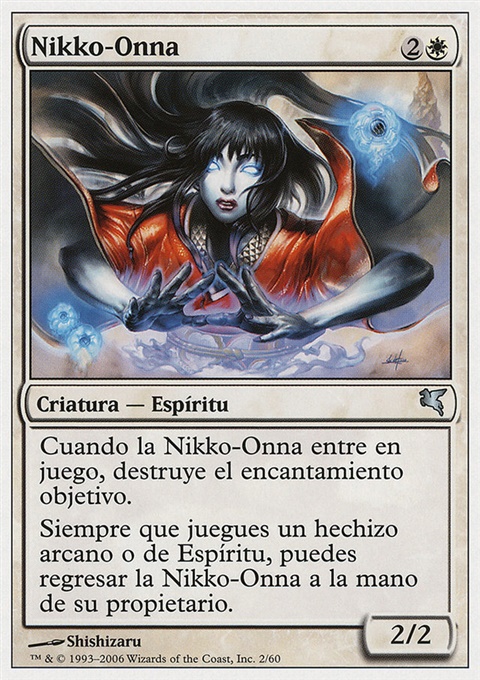 Nikko-Onna 2
Criatura — Espíritu
Cuando la Nikko-Onna entre en
juego, destruye el encantamiento
objetivo.
Siempre que juegues un hechizo
arcano o de Espíritu, puedes
regresar la Nikko-Onna a la mano
de su propietario.
2/2
Shishizaru
™ & © 1993–2006 Wizards of the Coast, Inc. 2/60